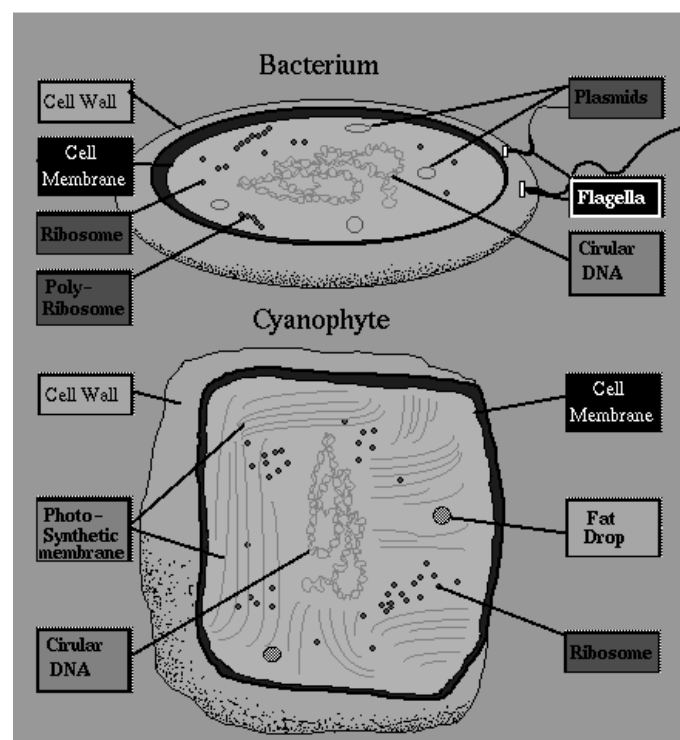 Bacterium
Cell Wall
Plasmids
Cell
Membrane
Flagella
Ribosome
Cirular
DNA
Poly-
Ribosome
Cyanophyte
Cell Wall
Cell
Membrane
Photo-
Synthetic
membrane
Fat
Drop
Cirular
DNA
Ribosome